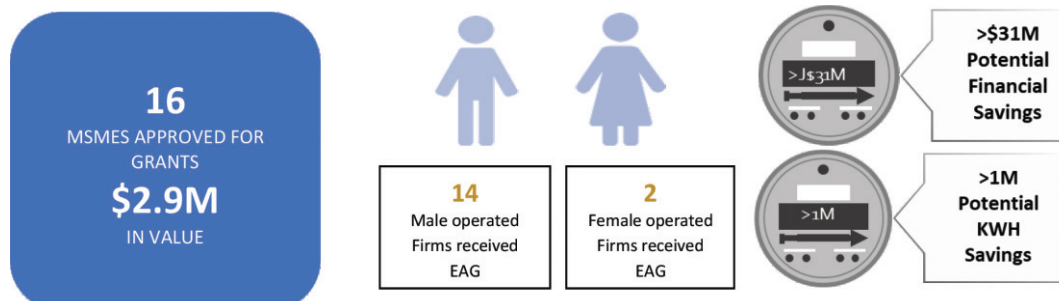 16
MSMES APPROVED FOR
GRANTS
$2.9M
IN VALUE
14
Male operated
Firms received
EAG
2
Female operated
Firms received
EAG
>J$31M
>$31M
Potential
Financial
Savings
>1M
>1M
Potential
KWH
Savings